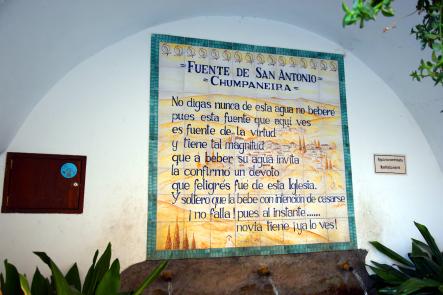 FUENTE DE SAN ANTONIO
CHUMPANEIRA
No digas nunca de esta agua no beberé
pues esta fuente que aqui ves
es fuente de la virtud
y tiene tal magnitud
que a beber su agua invita
la confirmo un devoto
que feligrés fue de esta Iglesia.
Y soltero que la bebe con intención de casarse
¡no falla! pues al instante......
novia tiene ¡ya lo ves!